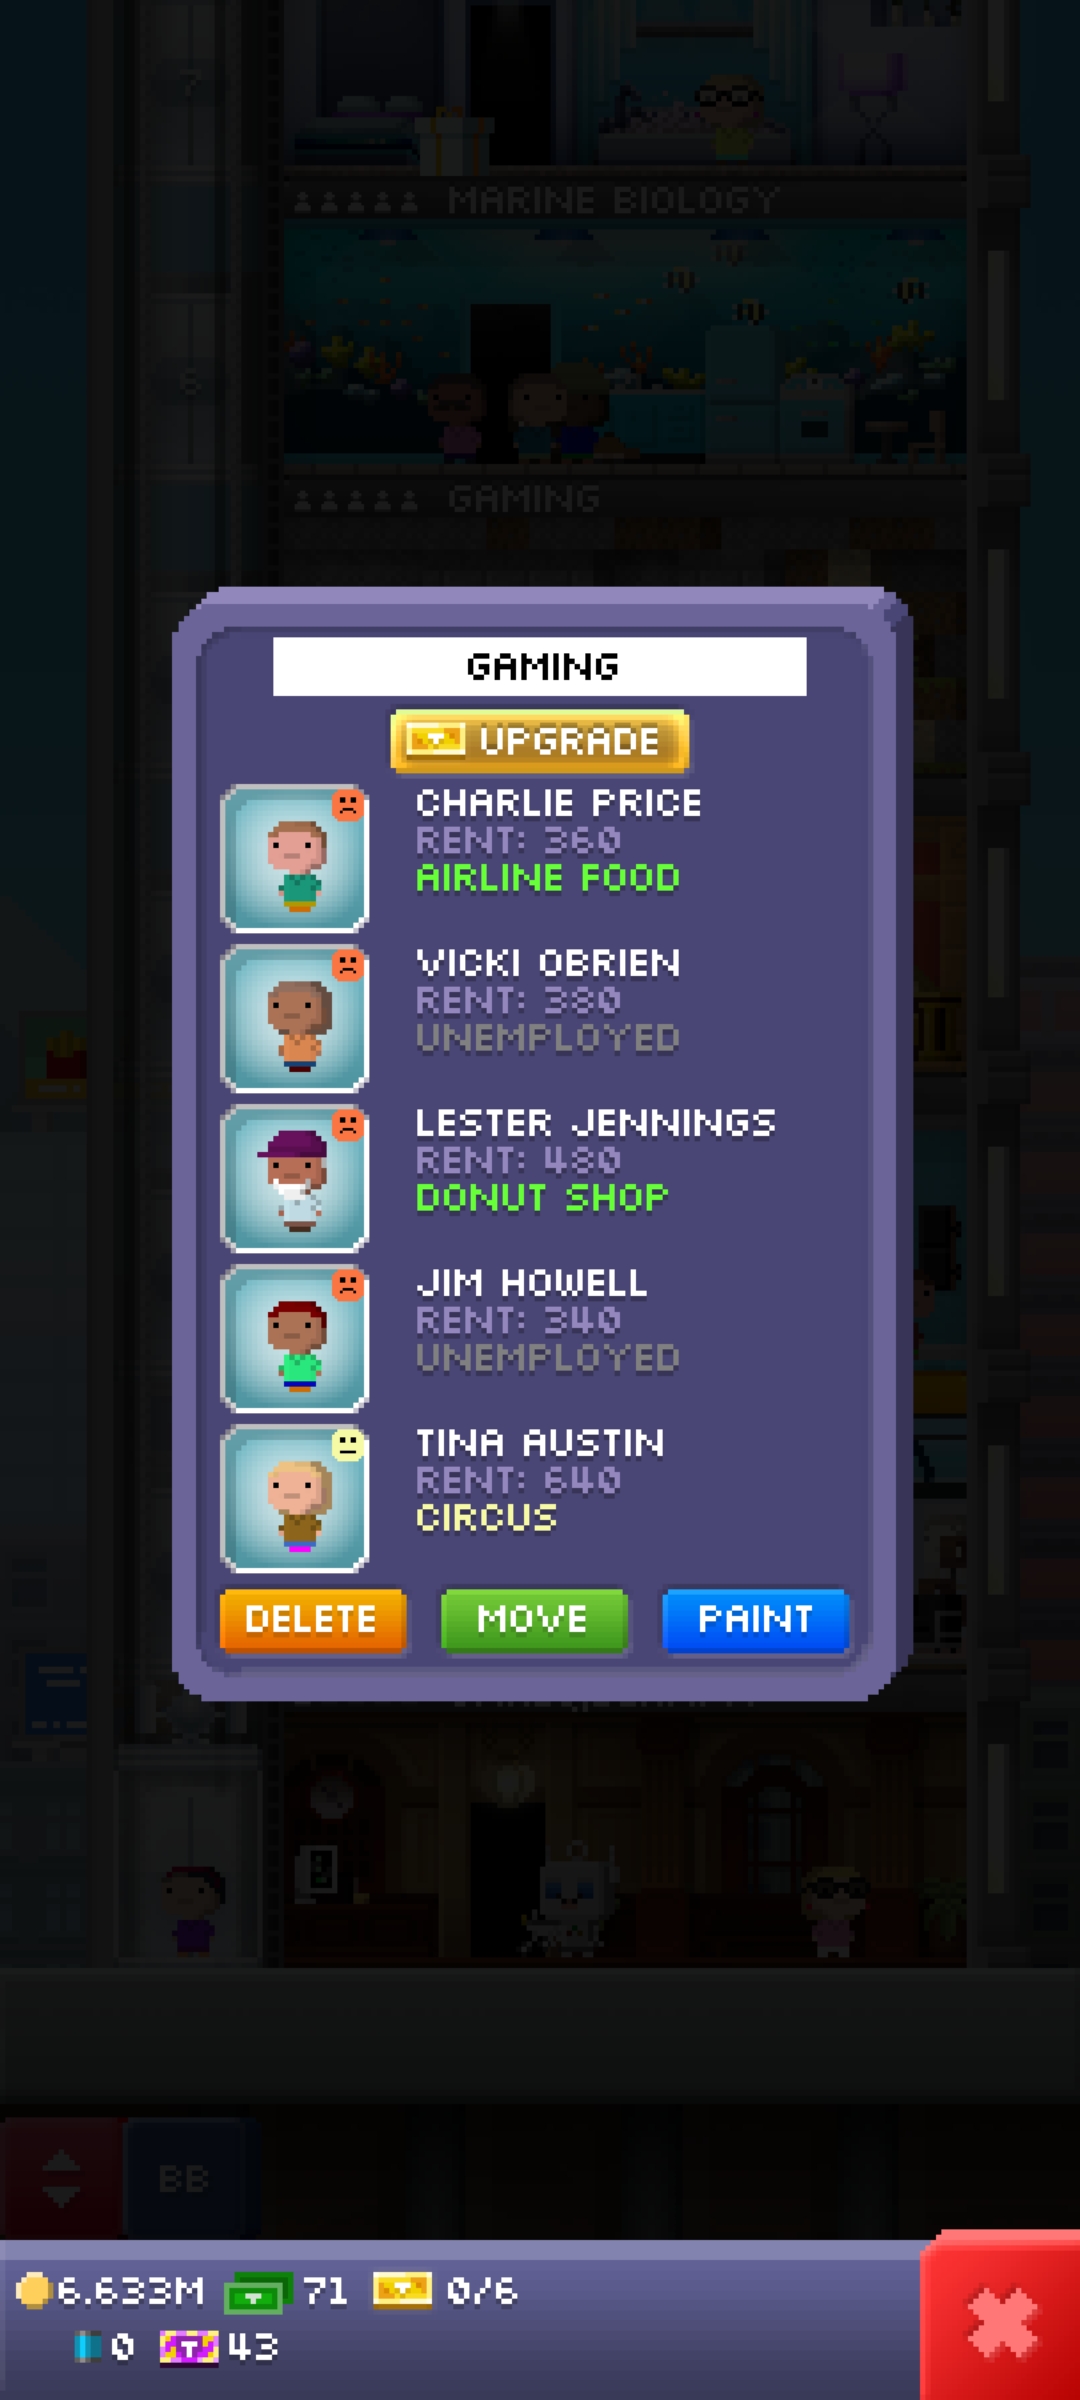 7
MARINE BIOLOGY
6
GAMING
GAMING
UPGRADE
CHARLIE PRICE
RENT: 360
AIRLINE FOOD
VICKI OBRIEN
RENT: 380
UNEMPLOYED
LESTER JENNINGS
RENT: 480
DONUT SHOP
JIM HOWELL
RENT: 340
UNEMPLOYED
TINA AUSTIN
RENT: 640
CIRCUS
DELETE MOVE PAINT
BB
6.633M 71 0/6
0 T 43